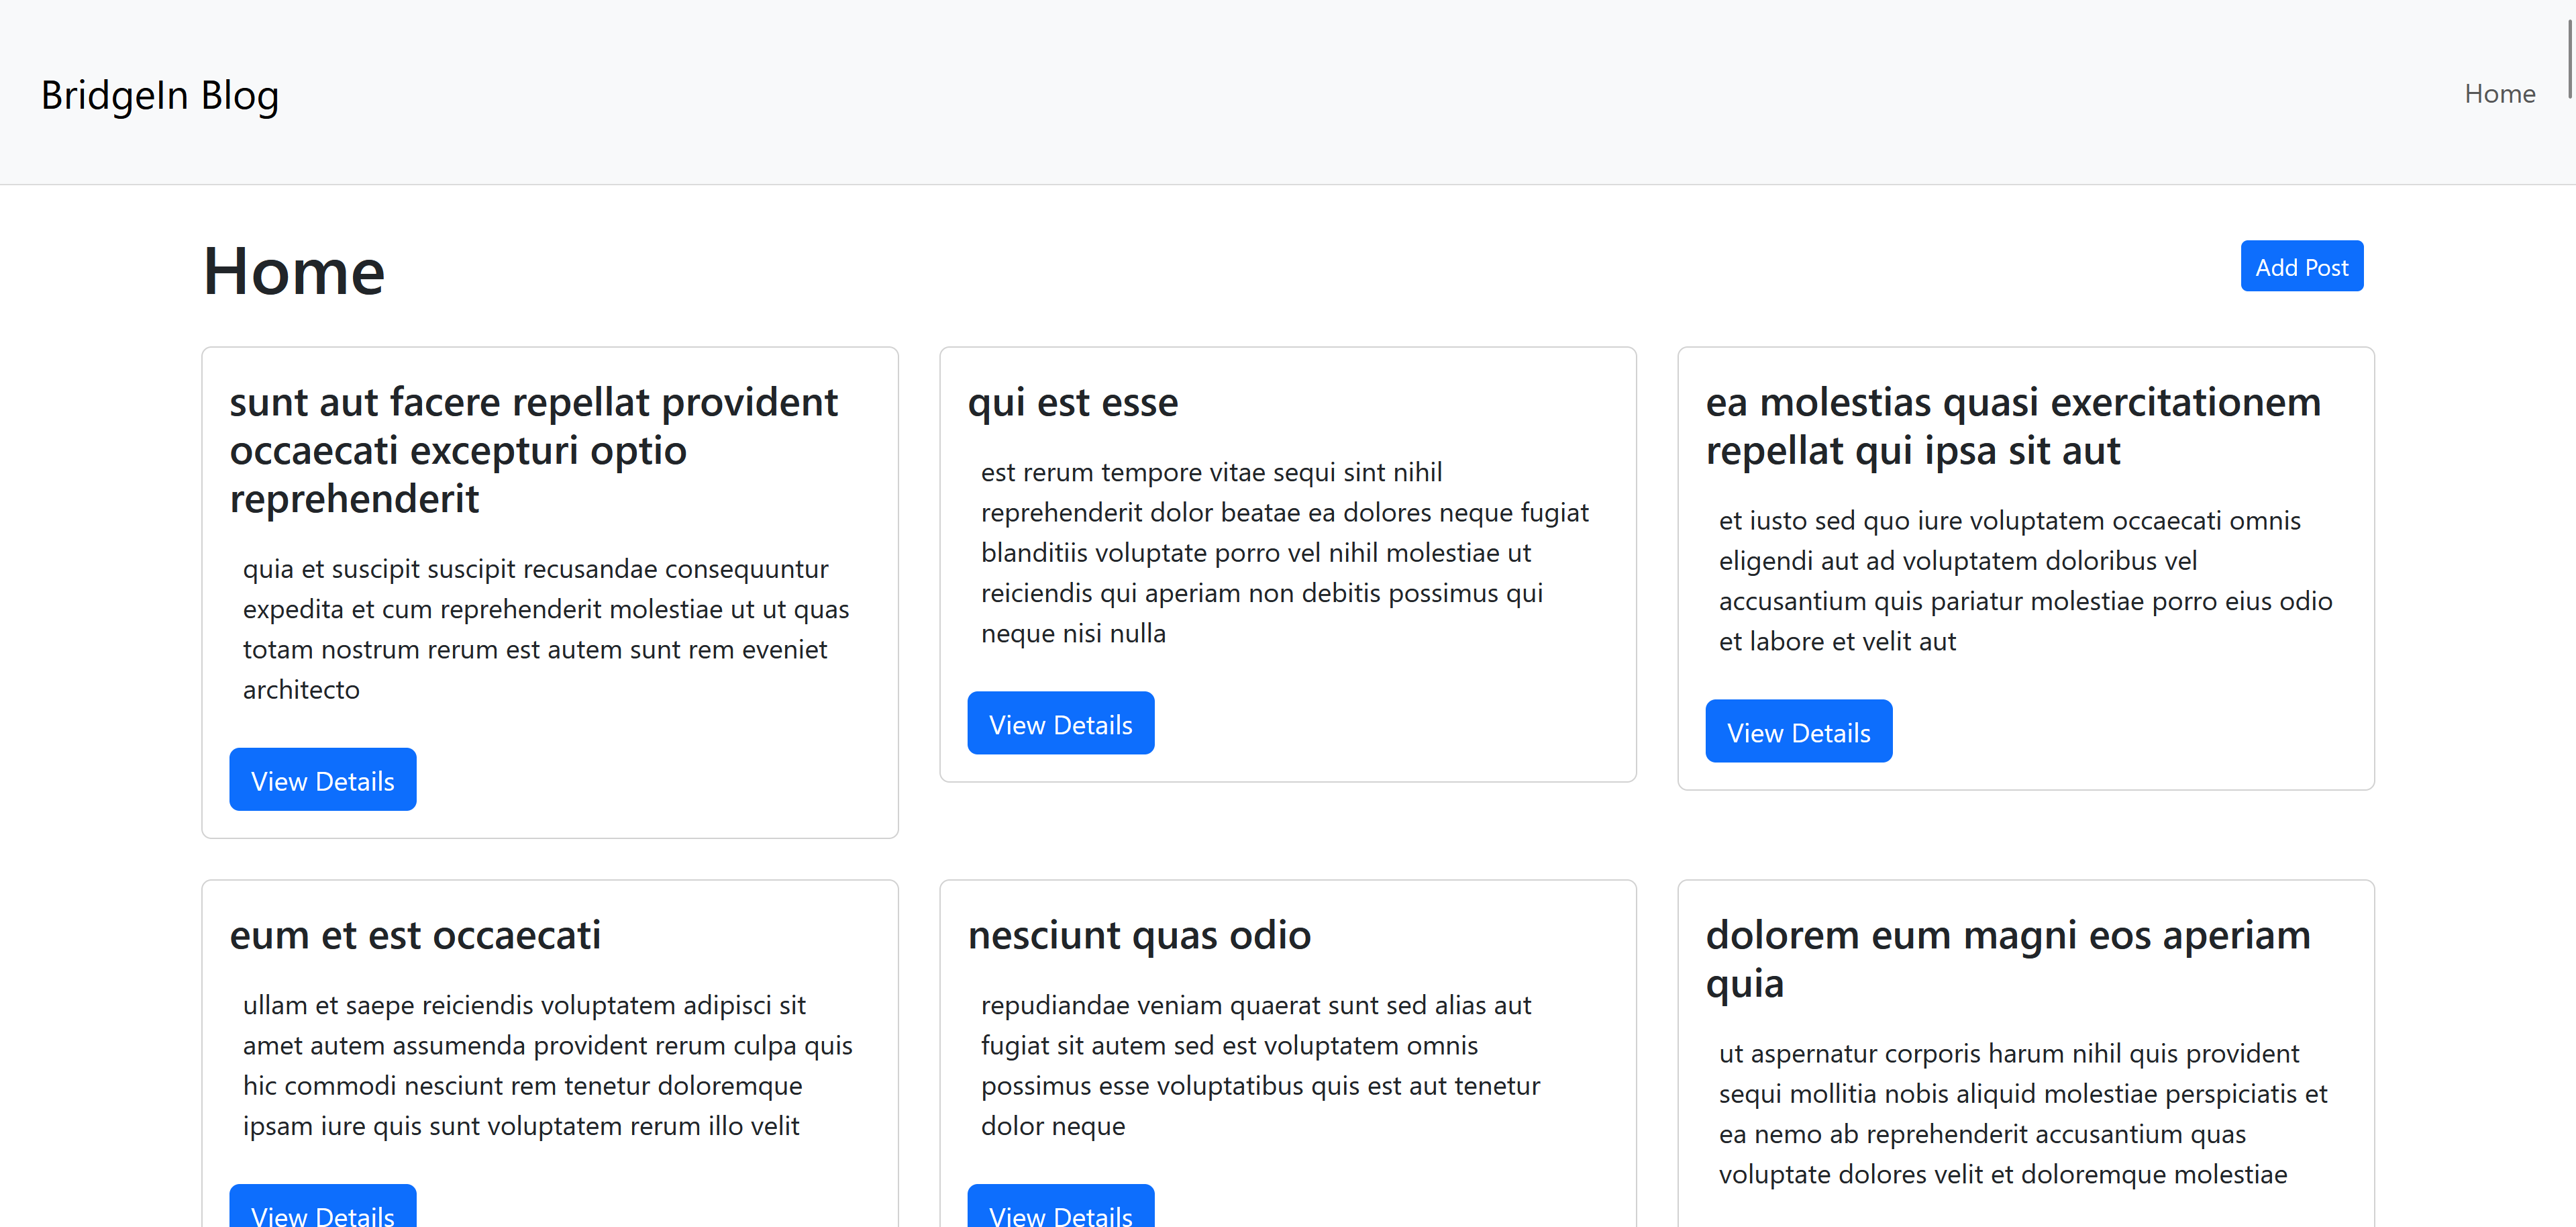 BridgeIn Blog
Home
Home
Add Post
sunt aut facere repellat provident
occaecati excepturi optio
reprehenderit
quia et suscipit suscipit recusandae consequuntur
expedita et cum reprehenderit molestiae ut ut quas
totam nostrum rerum est autem sunt rem eveniet
architecto
View Details
qui est esse
est rerum tempore vitae sequi sint nihil
reprehenderit dolor beatae ea dolores neque fugiat
blanditiis voluptate porro vel nihil molestiae ut
reiciendis qui aperiam non debitis possimus qui
neque nisi nulla
View Details
ea molestias quasi exercitationem
repellat qui ipsa sit aut
et iusto sed quo iure voluptatem occaecati omnis
eligendi aut ad voluptatem doloribus vel
accusantium quis pariatur molestiae porro eius odio
et labore et velit aut
View Details
eum et est occaecati
ullam et saepe reiciendis voluptatem adipisci sit
amet autem assumenda provident rerum culpa quis
hic commodi nesciunt rem tenetur doloremque
ipsam iure quis sunt voluptatem rerum illo velit
View Details
nesciunt quas odio
repudiandae veniam quaerat sunt sed alias aut
fugiat sit autem sed est voluptatem omnis
possimus esse voluptatibus quis est aut tenetur
dolor neque
View Details
dolorem eum magni eos aperiam
quia
ut aspernatur corporis harum nihil quis provident
sequi mollitia nobis aliquid molestiae perspiciatis et
ea nemo ab reprehenderit accusantium quas
voluptate dolores velit et doloremque molestiae